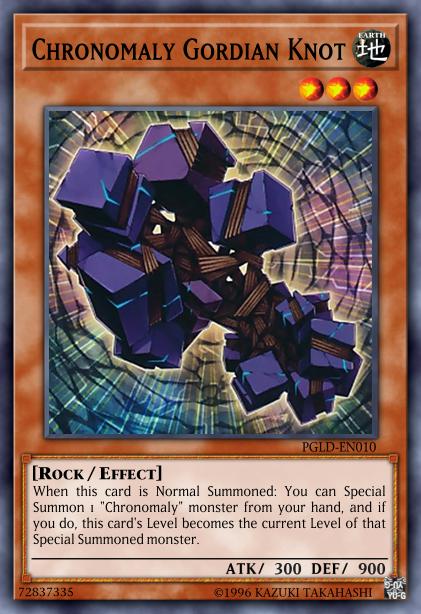 CHRONOMALY GORDIAN KNOT
EARTH
地
PGLD-EN010
[ROCK / EFFECT]
When this card is Normal Summoned: You can Special
Summon 1 "Chronomaly" monster from your hand, and if
you do, this card's Level becomes the current Level of that
Special Summoned monster.
ATK/ 300 DEF/ 900
72837335
©1996 KAZUKI TAKAHASHI